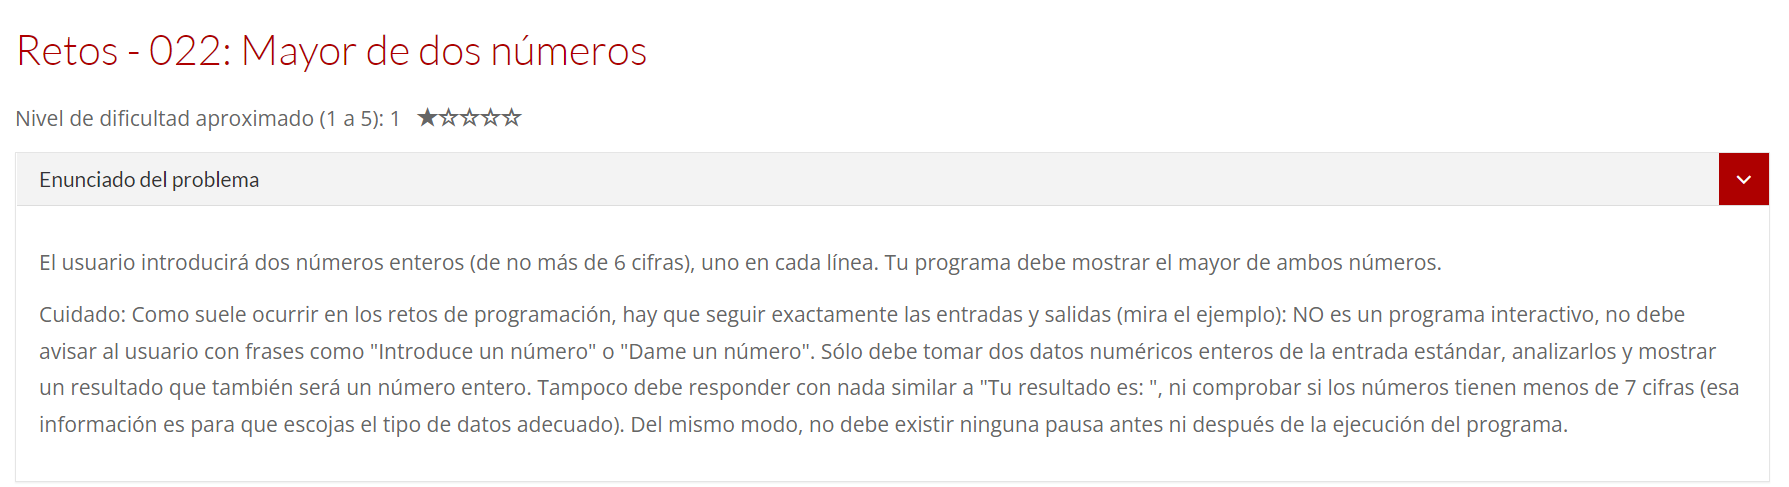 Retos - 022: Mayor de dos números
Nivel de dificultad aproximado (1 a 5): 1 ★☆☆☆☆
Enunciado del problema
El usuario introducirá dos números enteros (de no más de 6 cifras), uno en cada línea. Tu programa debe mostrar el mayor de ambos números.
Cuidado: Como suele ocurrir en los retos de programación, hay que seguir exactamente las entradas y salidas (mira el ejemplo): NO es un programa interactivo, no debe
avisar al usuario con frases como "Introduce un número" o "Dame un número". Sólo debe tomar dos datos numéricos enteros de la entrada estándar, analizarlos y mostrar
un resultado que también será un número entero. Tampoco debe responder con nada similar a "Tu resultado es: ", ni comprobar si los números tienen menos de 7 cifras (esa
información es para que escojas el tipo de datos adecuado). Del mismo modo, no debe existir ninguna pausa antes ni después de la ejecución del programa.